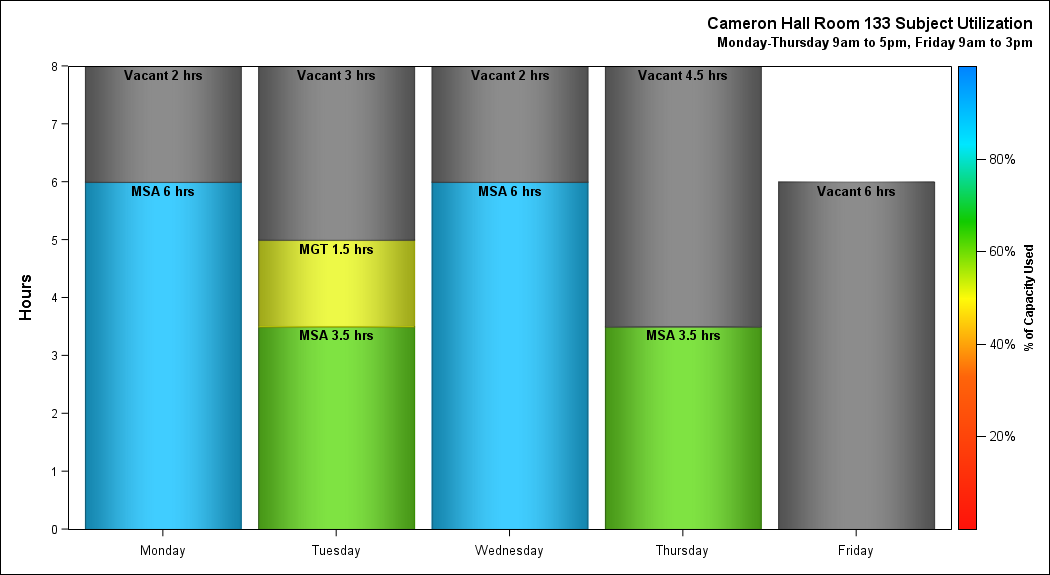 Cameron Hall Room 133 Subject Utilization
Monday-Thursday 9am to 5pm, Friday 9am to 3pm
8
7
6
5
4
3
2
1
0
Hours
Vacant 2 hrs
MSA 6 hrs
Vacant 3 hrs
MGT 1.5 hrs
MSA 3.5 hrs
Vacant 2 hrs
MSA 6 hrs
Vacant 4.5 hrs
MSA 3.5 hrs
Vacant 6 hrs
Monday
Tuesday
Wednesday
Thursday
Friday
80%
60%
40%
20%
% of Capacity Used